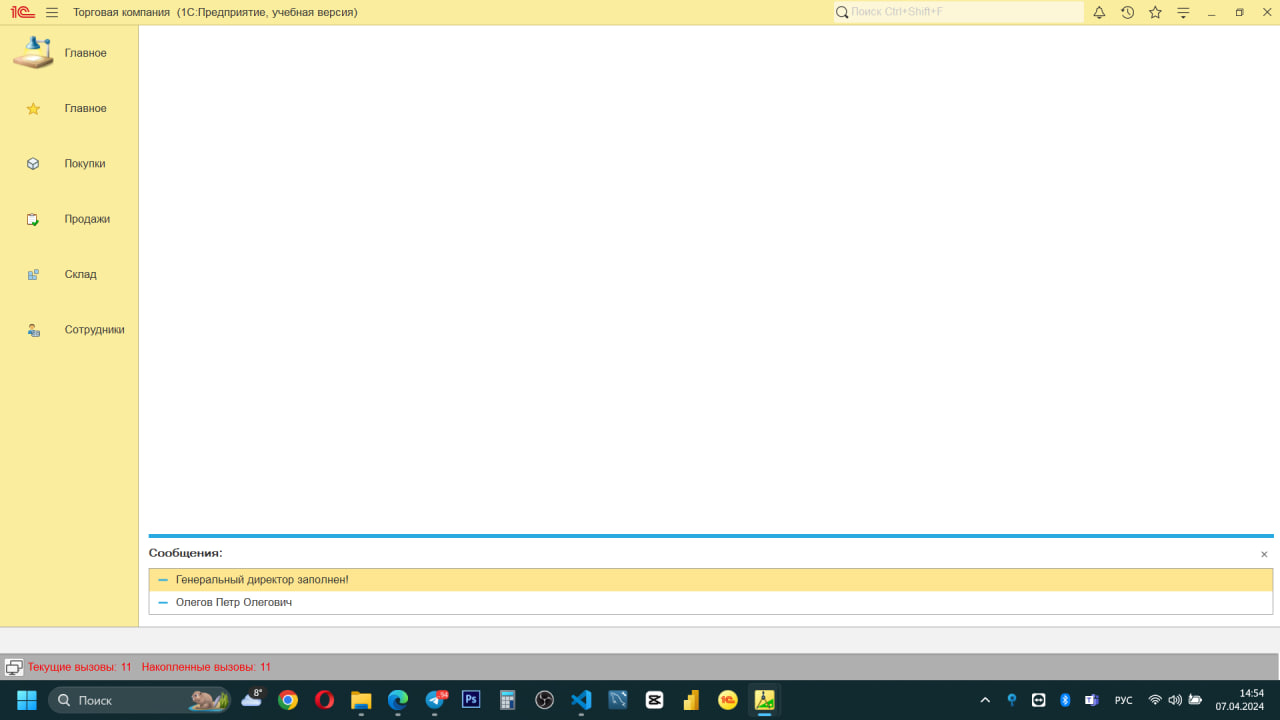 1С Торговая компания (1С:Предприятие, учебная версия) Поиск Ctrl+Shift+F
Главное
Главное
Покупки
Продажи
Склад
Сотрудники
Сообщения:
Генеральный директор заполнен!
Олегов Петр Олегович
Текущие вызовы: 11 Накопленные вызовы: 11
Поиск 8° 54 Ps 1С РУС 14:54
07.04.2024